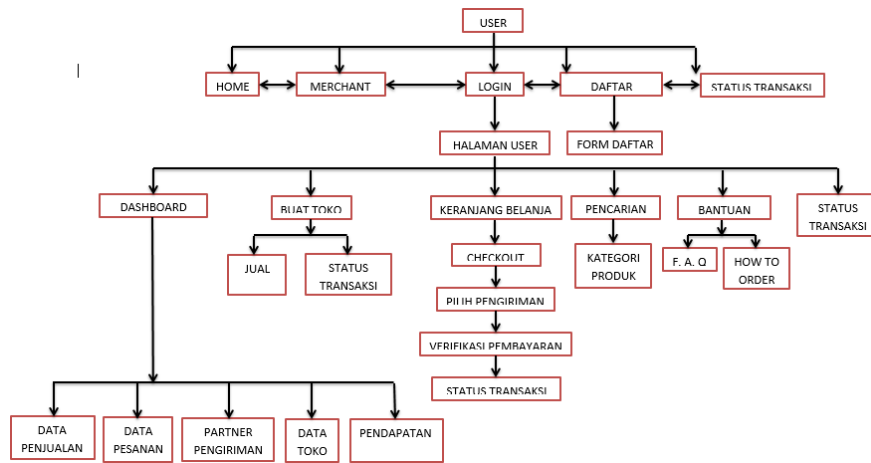 USER
HOME
MERCHANT
LOGIN
DAFTAR
STATUS TRANSAKSI
HALAMAN USER
FORM DAFTAR
DASHBOARD
BUAT TOKO
KERANJANG BELANJA
PENCARIAN
BANTUAN
STATUS
TRANSAKSI
JUAL
STATUS
TRANSAKSI
CHECKOUT
KATEGORI
PRODUK
F. A. Q
HOW TO
ORDER
PILIH PENGIRIMAN
VERIFIKASI PEMBAYARAN
STATUS TRANSAKSI
DATA
PENJUALAN
DATA
PESANAN
PARTNER
PENGIRIMAN
DATA
TOKO
PENDAPATAN